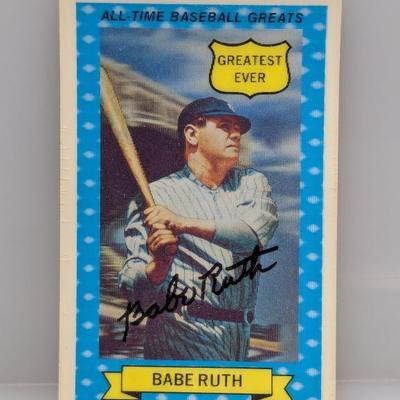 ALL-TIME BASEBALL GREATS
GREATEST
EVER
Babe Ruth
BABE RUTH